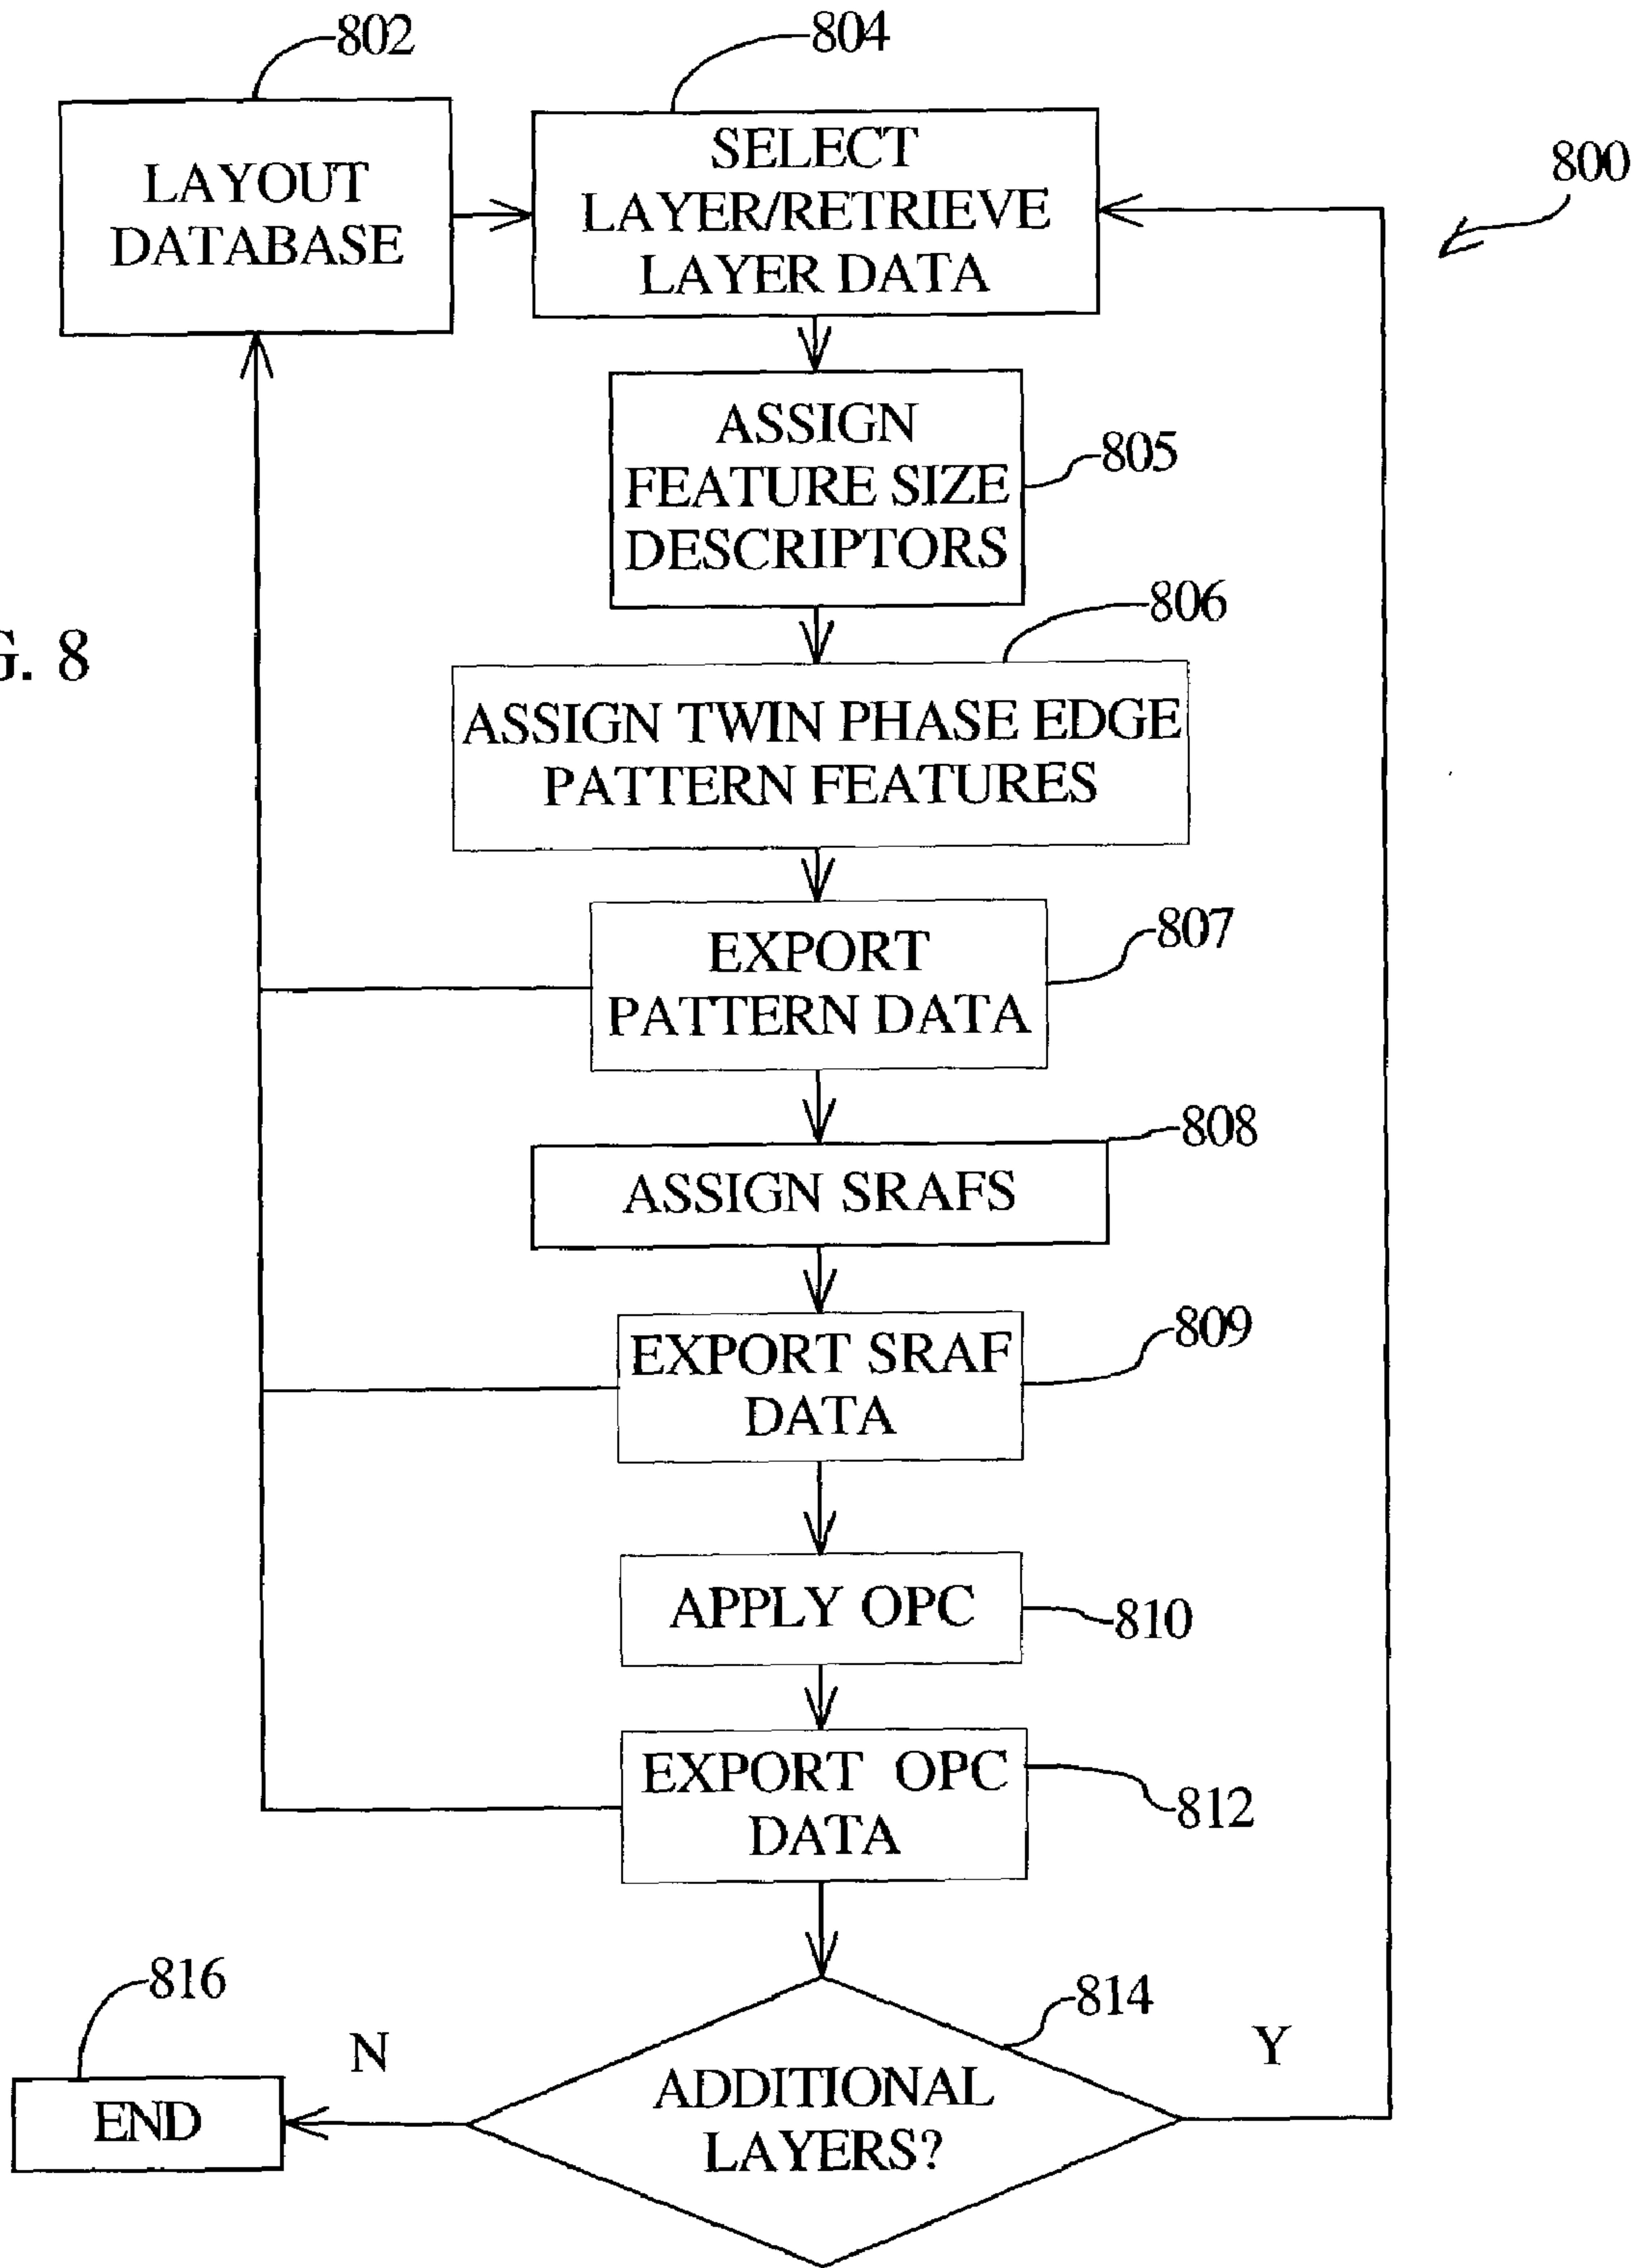 802
804
800
LAYOUT
DATABASE
SELECT
LAYER/RETRIEVE
LAYER DATA
ASSIGN
FEATURE SIZE
DESCRIPTORS
805
806
G. 8
ASSIGN TWIN PHASE EDGE
PATTERN FEATURES
EXPORT
PATTERN DATA
807
808
ASSIGN SRAFS
EXPORT SRAF
DATA
809
APPLY OPC
810
EXPORT OPC
DATA
812
816
814
N
Y
END
ADDITIONAL
LAYERS?